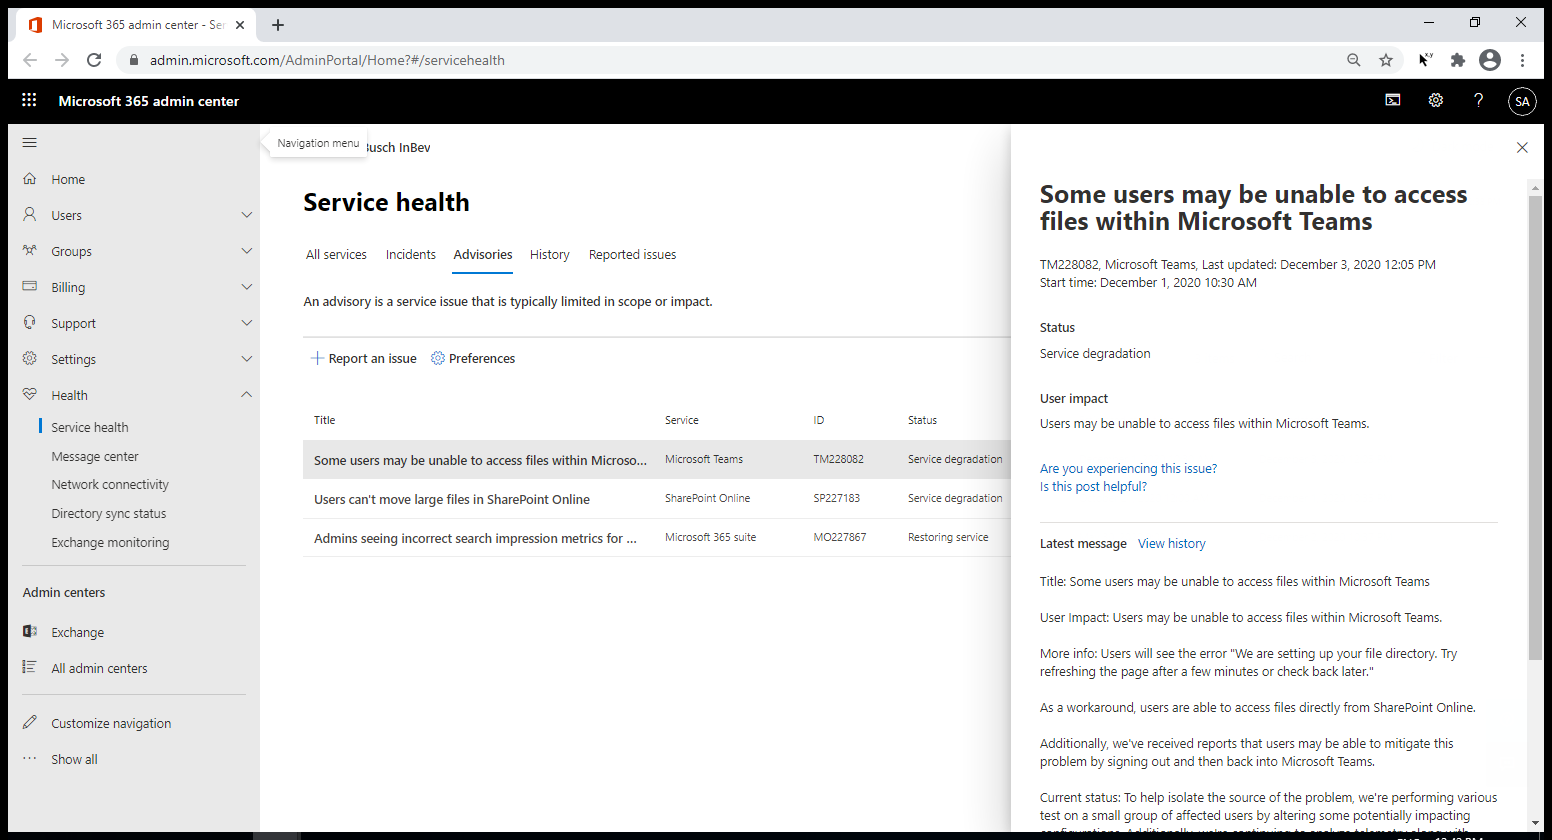 Microsoft 365 admin center - Ser
admin.microsoft.com/AdminPortal/Home?#/servicehealth
Microsoft 365 admin center
SA
Navigation menu
Busch InBev
Home
Users
Groups
Billing
Support
Settings
Health
Service health
Message center
Network connectivity
Directory sync status
Exchange monitoring
Admin centers
Exchange
All admin centers
Customize navigation
Show all
Service health
All services Incidents Advisories History Reported issues
An advisory is a service issue that is typically limited in scope or impact.
Report an issue Preferences
Title Service ID Status
Some users may be unable to access files within Microso... Microsoft Teams TM228082 Service degradation
Users can't move large files in SharePoint Online SharePoint Online SP227183 Service degradation
Admins seeing incorrect search impression metrics for ... Microsoft 365 suite MO227867 Restoring service
Some users may be unable to access
files within Microsoft Teams
TM228082, Microsoft Teams, Last updated: December 3, 2020 12:05 PM
Start time: December 1, 2020 10:30 AM
Status
Service degradation
User impact
Users may be unable to access files within Microsoft Teams.
Are you experiencing this issue?
Is this post helpful?
Latest message View history
Title: Some users may be unable to access files within Microsoft Teams
User Impact: Users may be unable to access files within Microsoft Teams.
More info: Users will see the error "We are setting up your file directory. Try
refreshing the page after a few minutes or check back later."
As a workaround, users are able to access files directly from SharePoint Online.
Additionally, we've received reports that users may be able to mitigate this
problem by signing out and then back into Microsoft Teams.
Current status: To help isolate the source of the problem, we're performing various
test on a small group of affected users by altering some potentially impacting
configurations. Additionally, we're continuing to analyze telemetry along with